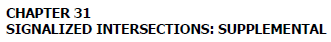 CHAPTER 31
SIGNALIZED INTERSECTIONS: SUPPLEMENTAL